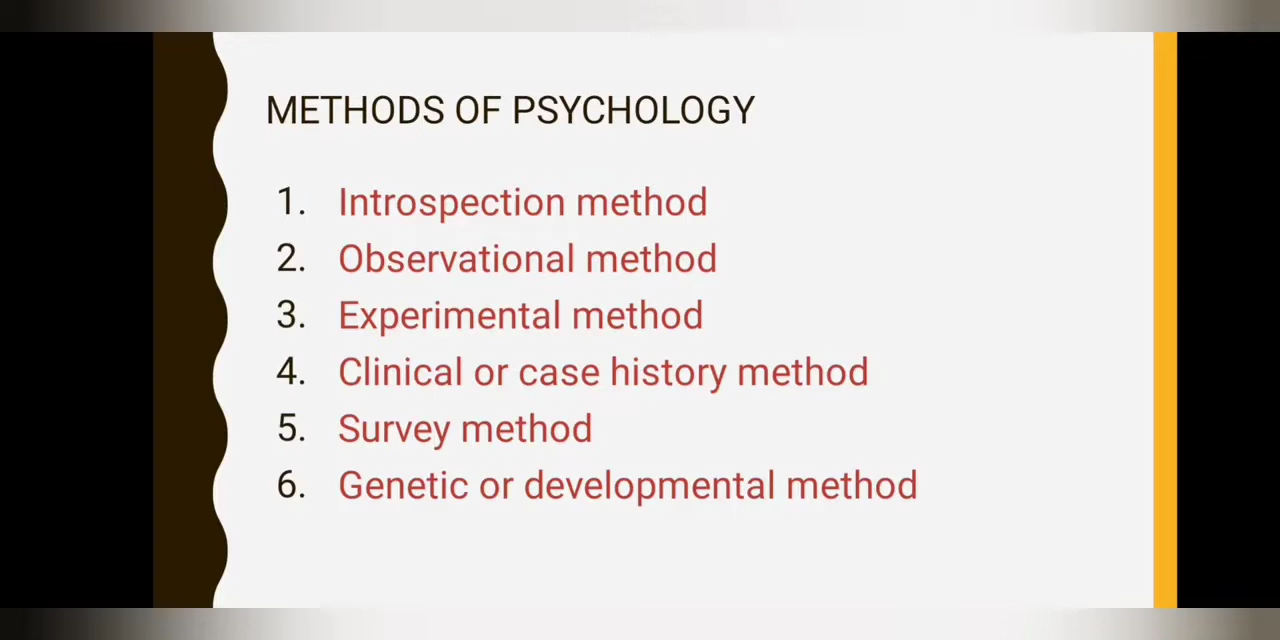 METHODS OF PSYCHOLOGY
1. Introspection method
2. Observational method
3. Experimental method
4. Clinical or case history method
5. Survey method
6. Genetic or developmental method